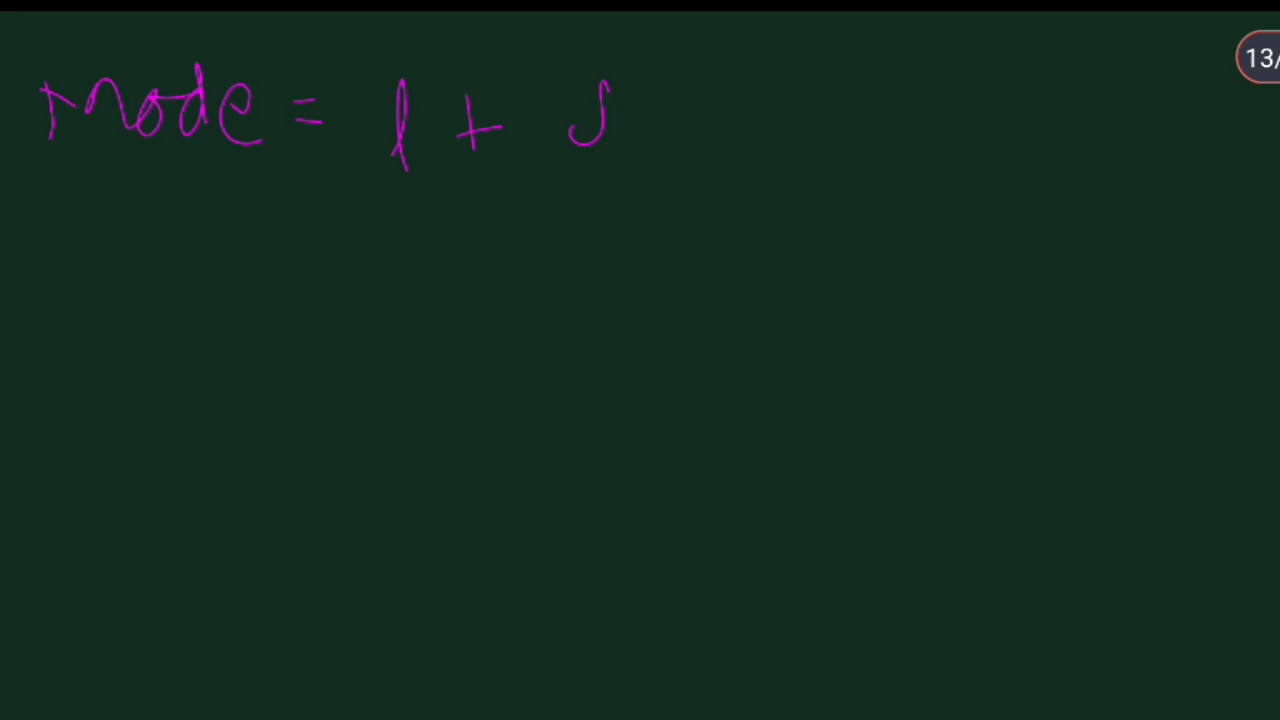 Mode = l +
13/